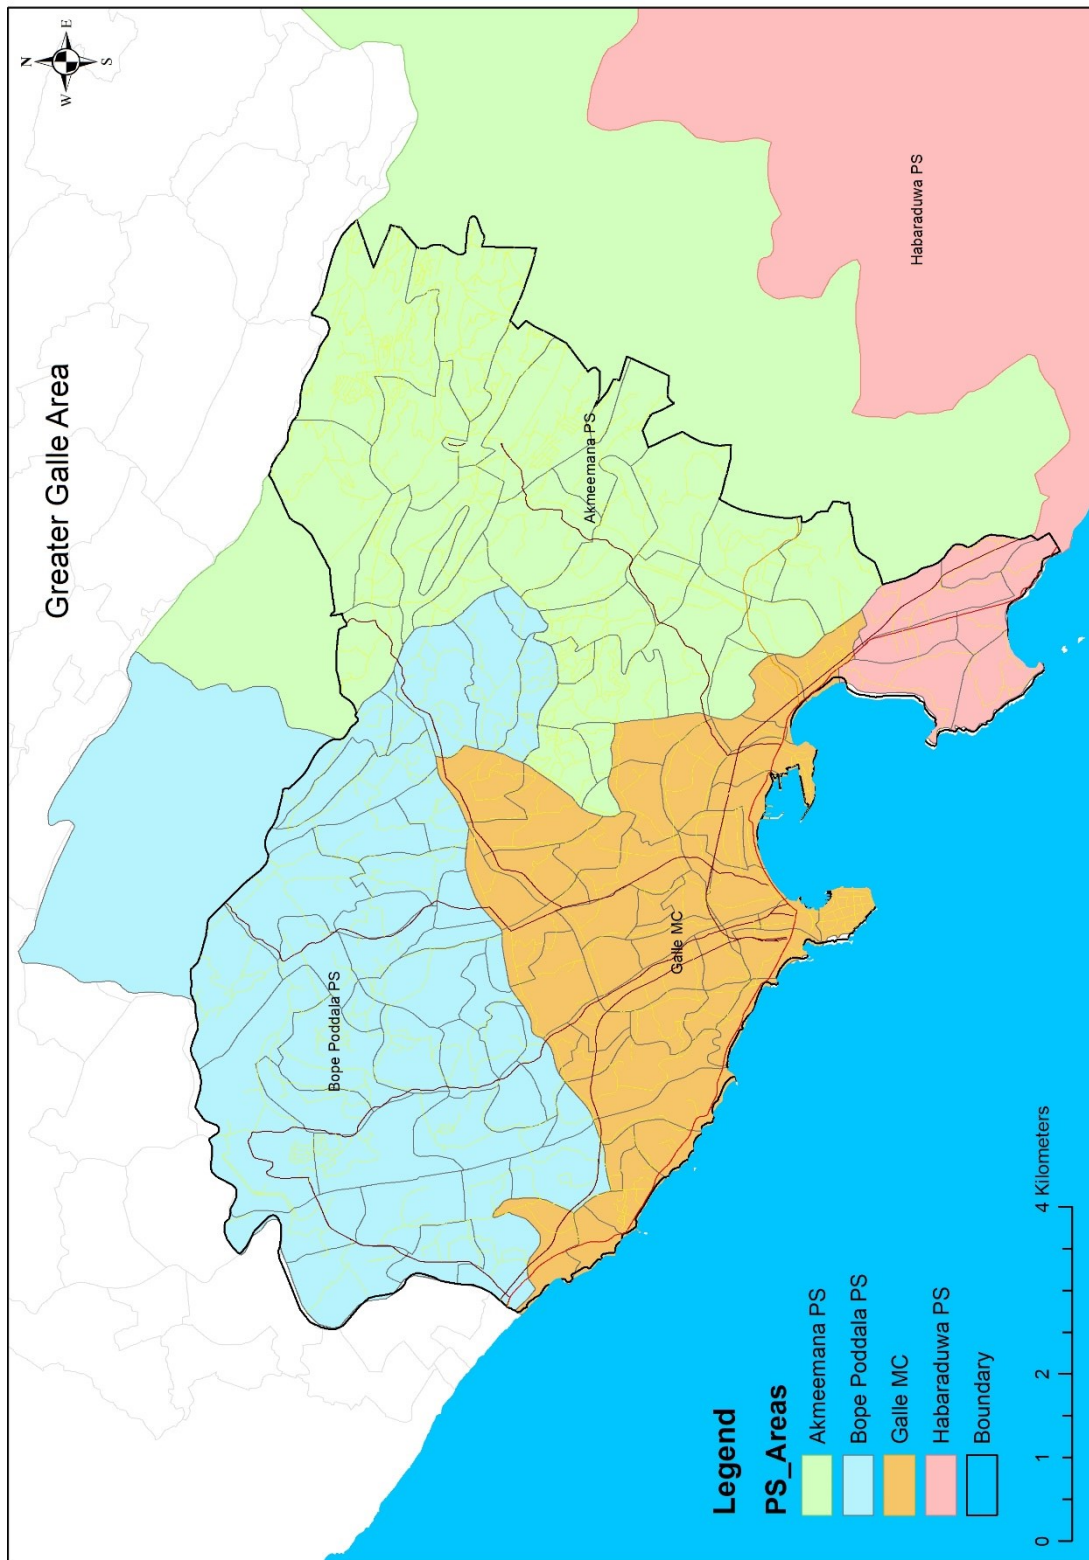 Greater Galle Area
N
E
W
S
Habaraduwa PS
Akmeemana PS
Bope Poddala PS
Galle MC
Legend
PS_Areas
Akmeemana PS
Bope Poddala PS
Galle MC
Habaraduwa PS
Boundary
0 1 2 4 Kilometers